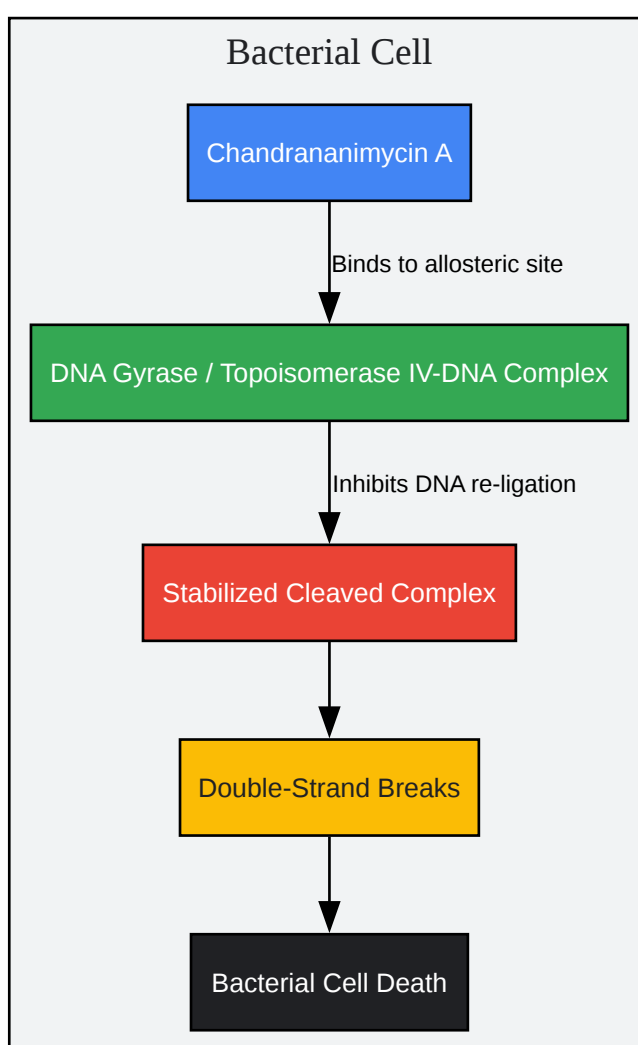 Bacterial Cell
Chandrananimycin A
Binds to allosteric site
DNA Gyrase / Topoisomerase IV-DNA Complex
Inhibits DNA re-ligation
Stabilized Cleaved Complex
Double-Strand Breaks
Bacterial Cell Death